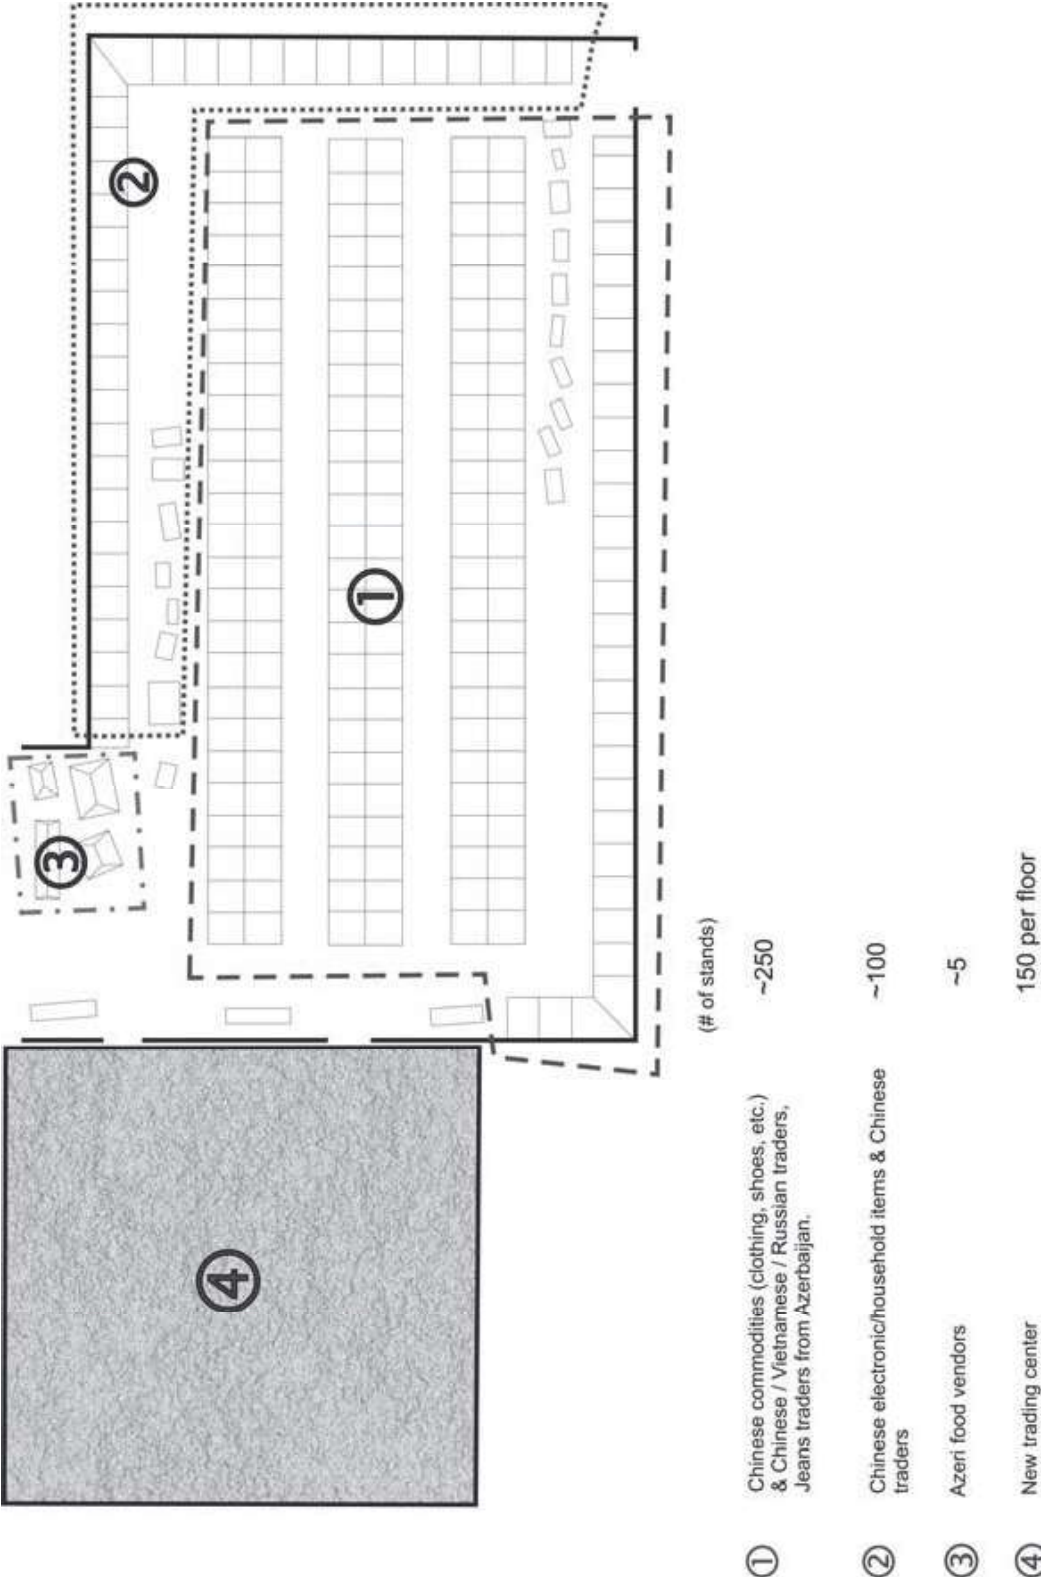 ②
①
③
④
(# of stands)
① Chinese commodities (clothing, shoes, etc.) ~250
& Chinese / Vietnamese / Russian traders,
Jeans traders from Azerbaijan.
② Chinese electronic/household items & Chinese ~100
traders
③ Azeri food vendors ~5
④ New trading center 150 per floor